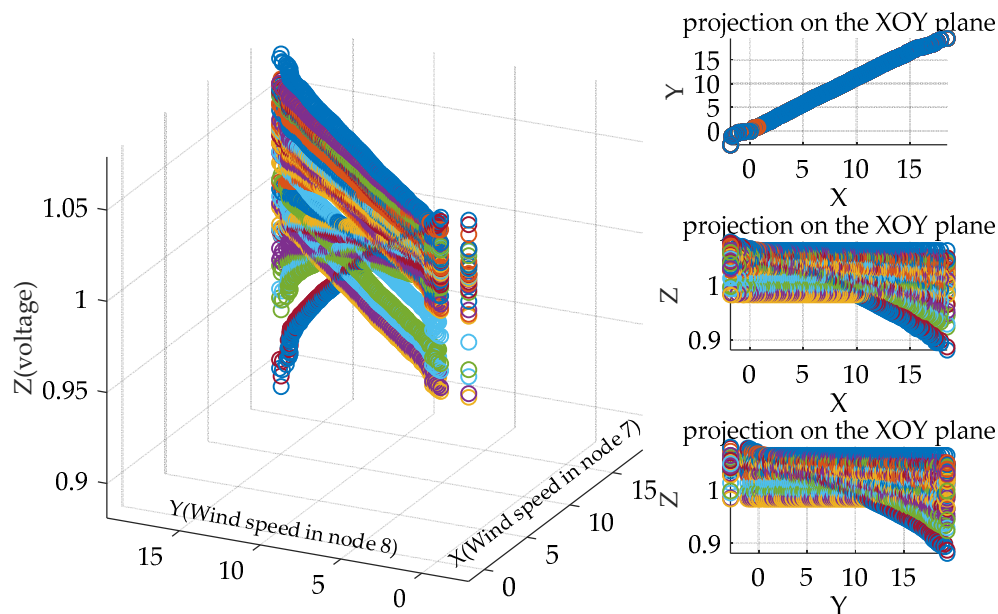 Z(voltage)
1.05
1
0.95
0.9
Y(Wind speed in node 8)
15
10
5
0
X(Wind speed in node 7)
0
5
10
15
projection on the XOY plane
Y
15
10
5
0
0 5 10 15
X
projection on the XOY plane
Z
1
0.9
0 5 10 15
X
projection on the XOY plane
Z
1
0.9
0 5 10 15
Y